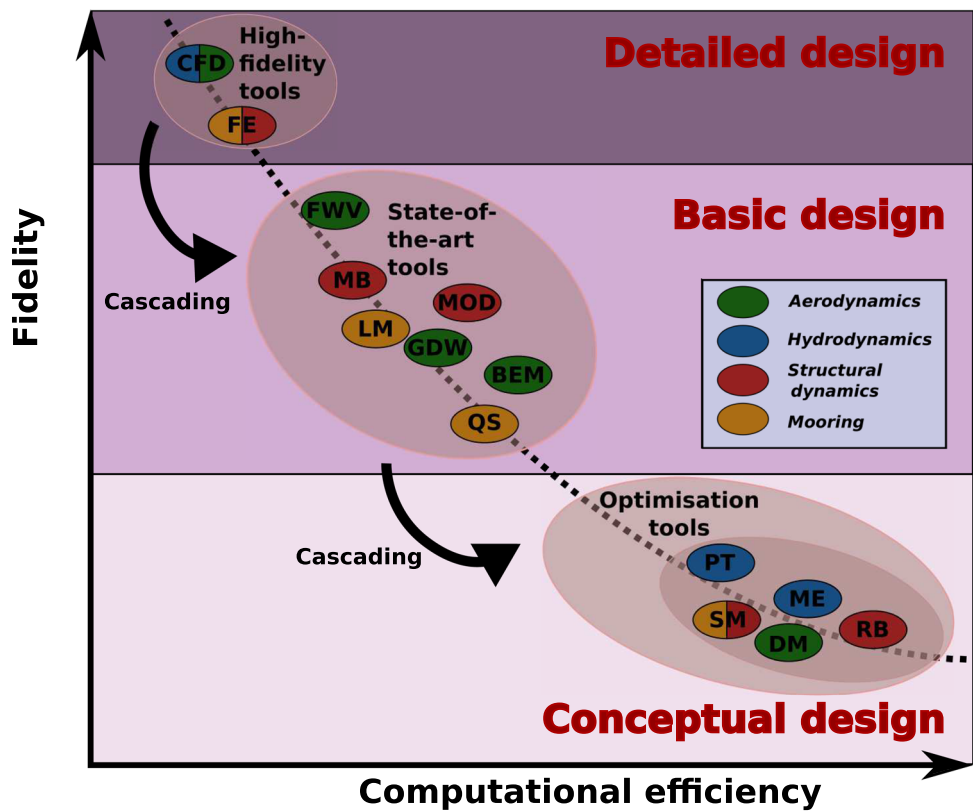 Detailed design
High-
fidelity
tools
CFD
FE
Basic design
FWV
State-of-
the-art
tools
MB
MOD
LM
GDW
BEM
QS
Cascading
Aerodynamics
Hydrodynamics
Structural
dynamics
Mooring
Optimisation
tools
Cascading
PT
ME
SM
RB
DM
Conceptual design
Fidelity
Computational efficiency